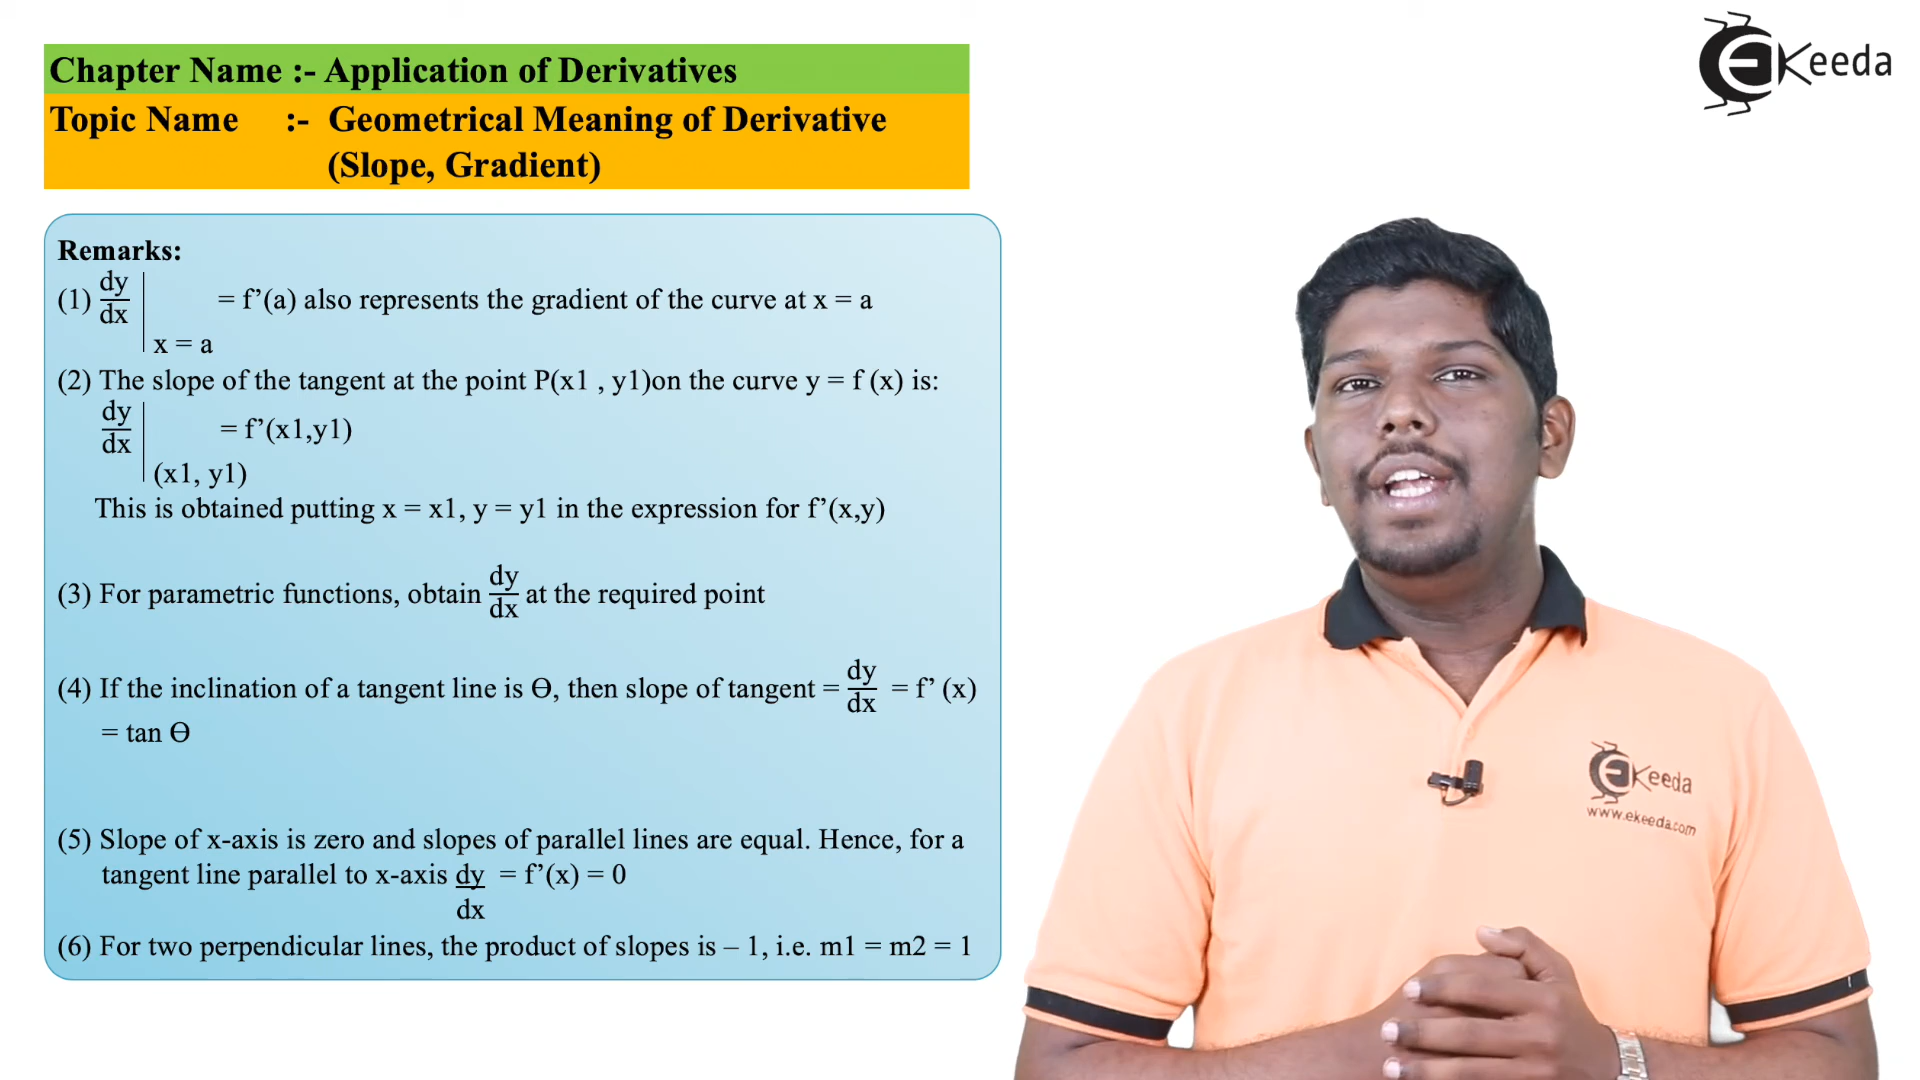 Chapter Name :- Application of Derivatives
Topic Name :- Geometrical Meaning of Derivative
(Slope, Gradient)
EKeeda
Remarks:
(1) dy/dx | x = a = f’(a) also represents the gradient of the curve at x = a
(2) The slope of the tangent at the point P(x1 , y1)on the curve y = f (x) is:
dy/dx | (x1, y1) = f’(x1,y1)
This is obtained putting x = x1, y = y1 in the expression for f’(x,y)
(3) For parametric functions, obtain dy/dx at the required point
(4) If the inclination of a tangent line is Ө, then slope of tangent = dy/dx = f’ (x)
= tan Ө
(5) Slope of x-axis is zero and slopes of parallel lines are equal. Hence, for a
tangent line parallel to x-axis dy/dx = f’(x) = 0
(6) For two perpendicular lines, the product of slopes is – 1, i.e. m1 = m2 = 1
EKeeda
www.ekeeda.com